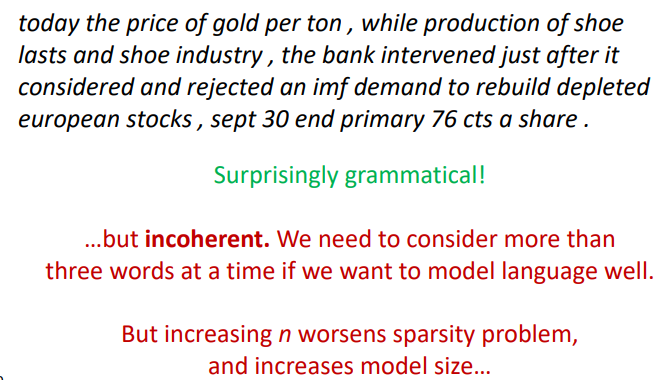 today the price of gold per ton , while production of shoe
lasts and shoe industry , the bank intervened just after it
considered and rejected an imf demand to rebuild depleted
european stocks , sept 30 end primary 76 cts a share .
Surprisingly grammatical!
...but incoherent. We need to consider more than
three words at a time if we want to model language well.
But increasing n worsens sparsity problem,
and increases model size...